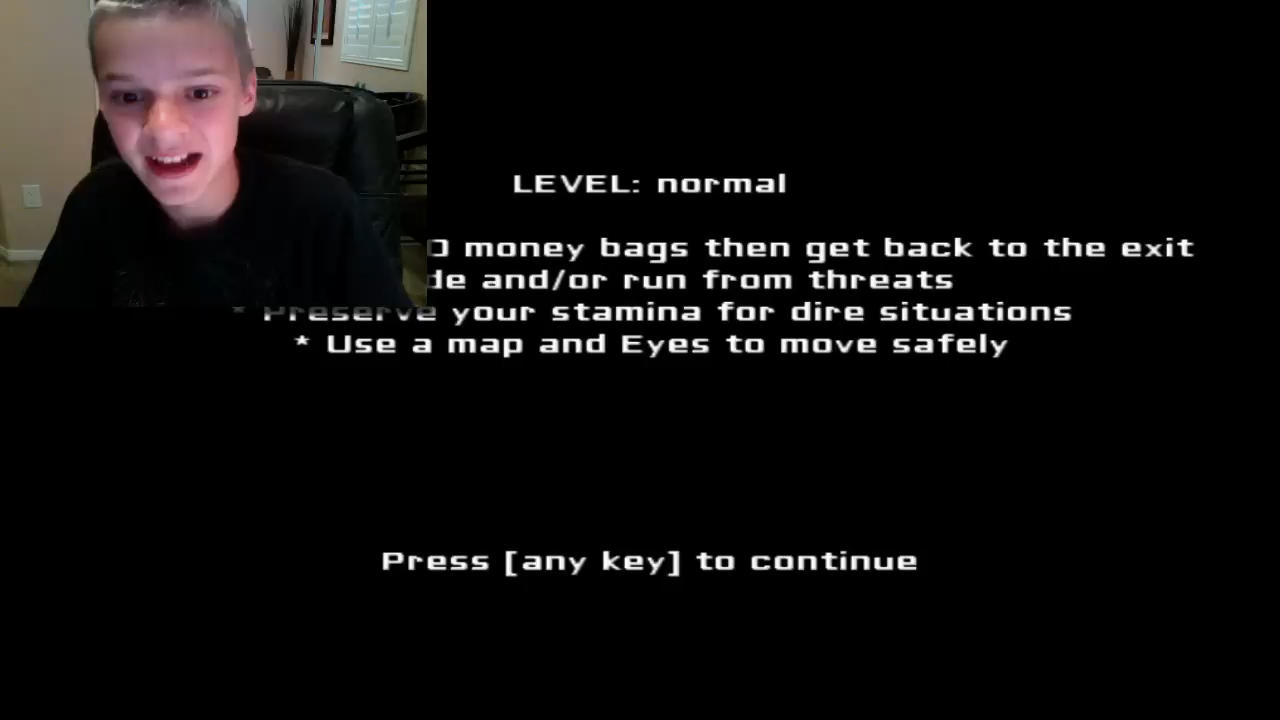 LEVEL: normal
money bags then get back to the exit
and/or run from threats
* Preserve your stamina for dire situations
* Use a map and Eyes to move safely
Press [any key] to continue